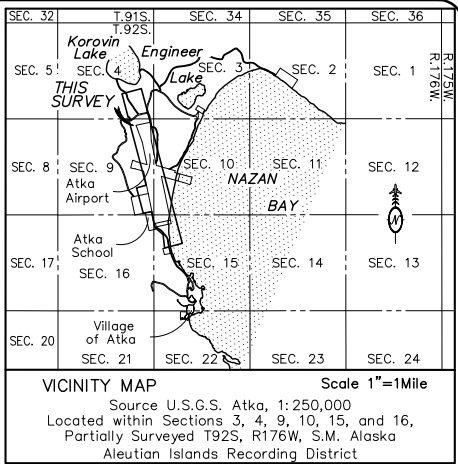 SEC. 32 T.91S. SEC. 34 SEC. 35 SEC. 36
T.92S.
Korovin
Lake
Engineer
Lake
R.175W.
R.176W.
SEC. 5 SEC. 4 SEC. 3 SEC. 2 SEC. 1
THIS
SURVEY
SEC. 8 SEC. 9 SEC. 10 SEC. 11 SEC. 12
NAZAN
BAY
Atka
Airport
N
Atka
School
SEC. 17 SEC. 16 SEC. 15 SEC. 14 SEC. 13
Village
of Atka
SEC. 20 SEC. 21 SEC. 22 SEC. 23 SEC. 24
VICINITY MAP Scale 1"=1Mile
Source U.S.G.S. Atka, 1:250,000
Located within Sections 3, 4, 9, 10, 15, and 16,
Partially Surveyed T92S, R176W, S.M. Alaska
Aleutian Islands Recording District